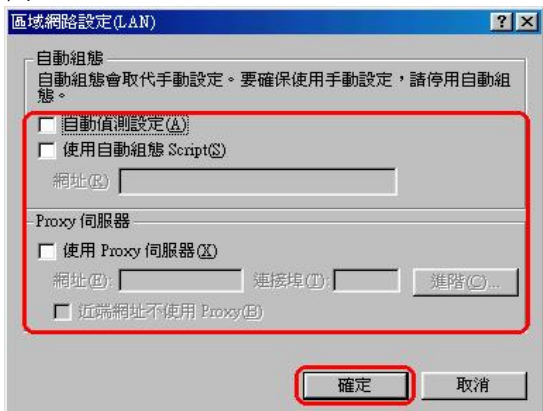 區域網路設定(LAN)
自動組態
自動組態會取代手動設定。要確保使用手動設定，請停用自動組
態。
自動偵測設定(A)
使用自動組態 Script(S)
網址(R)
Proxy 伺服器
使用 Proxy 伺服器(X)
網址(E): 連接埠(T): 進階(C)...
近端網址不使用 Proxy(B)
確定 取消